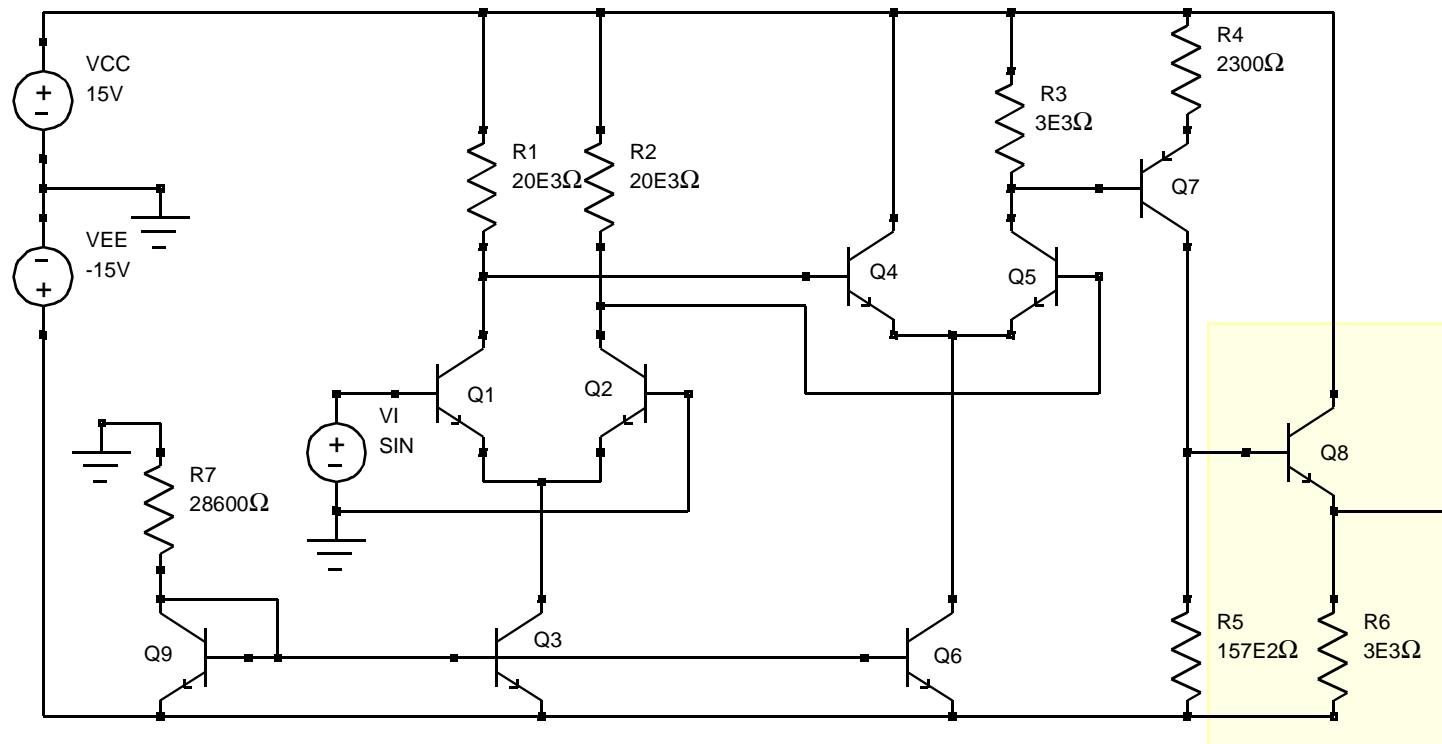 VCC
15V
VEE
-15V
R1
20E3Ω
R2
20E3Ω
R3
3E3Ω
R4
2300Ω
Q7
Q4
Q5
Q1
Q2
VI
SIN
R7
28600Ω
Q8
Q9
Q3
Q6
R5
157E2Ω
R6
3E3Ω